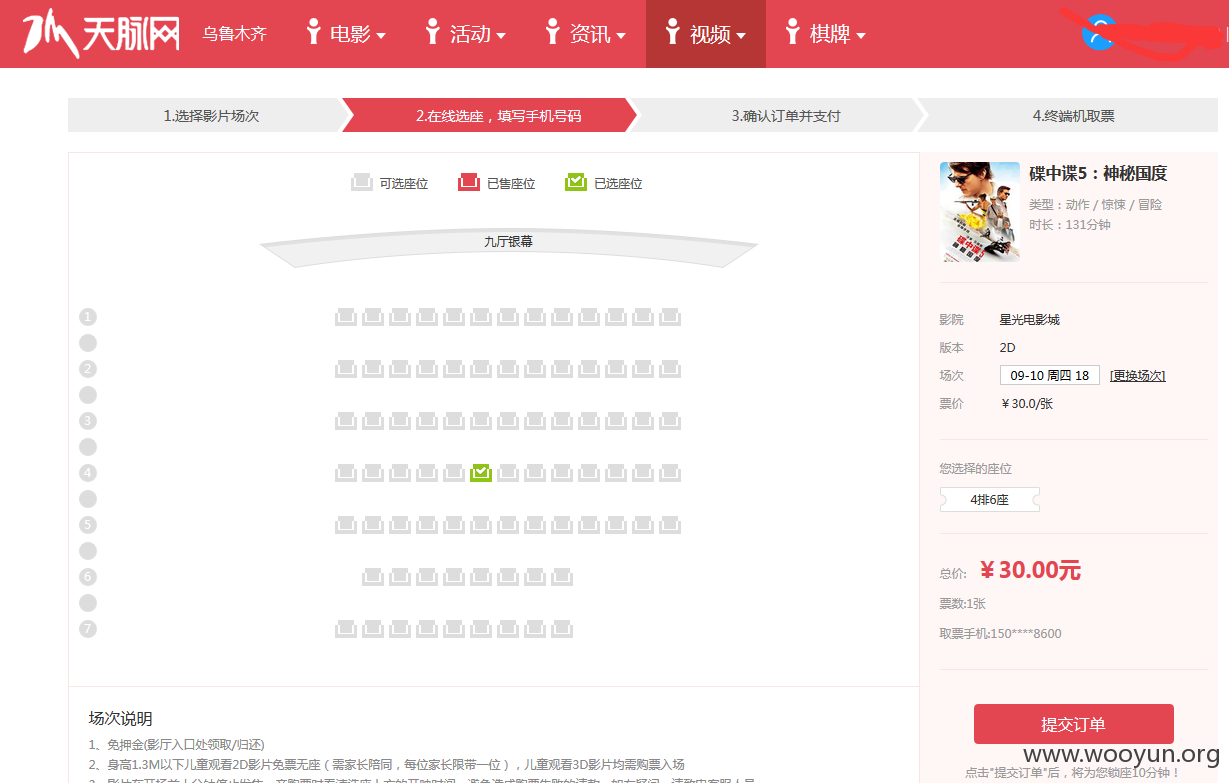 天脉网 乌鲁木齐 电影 活动 资讯 视频 棋牌
1.选择影片场次 2.在线选座，填写手机号码 3.确认订单并支付 4.终端机取票
可选座位 已售座位 已选座位
九厅银幕
1
2
3
4
5
6
7
场次说明
1、免押金(影厅入口处领取/归还)
2、身高1.3M以下儿童观看2D影片免票无座（需家长陪同，每位家长限带一位），儿童观看3D影片均需购票入场
碟中谍5：神秘国度
类型：动作 / 惊悚 / 冒险
时长：131分钟
影院 星光电影城
版本 2D
场次 09-10 周四 18 [更换场次]
票价 ￥30.0/张
您选择的座位
4排6座
总价: ￥30.00元
票数:1张
取票手机:150****8600
提交订单
www.wooyun.org
点击"提交订单"后，将为您锁座10分钟！